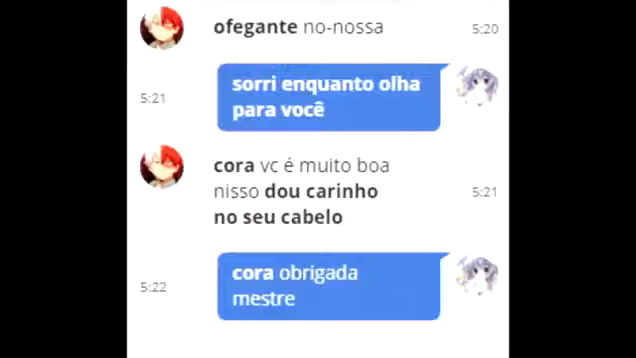 ofegante no-nossa
5:20
sorri enquanto olha
para você
5:21
cora vc é muito boa
nisso dou carinho
no seu cabelo
5:21
cora obrigada
mestre
5:22